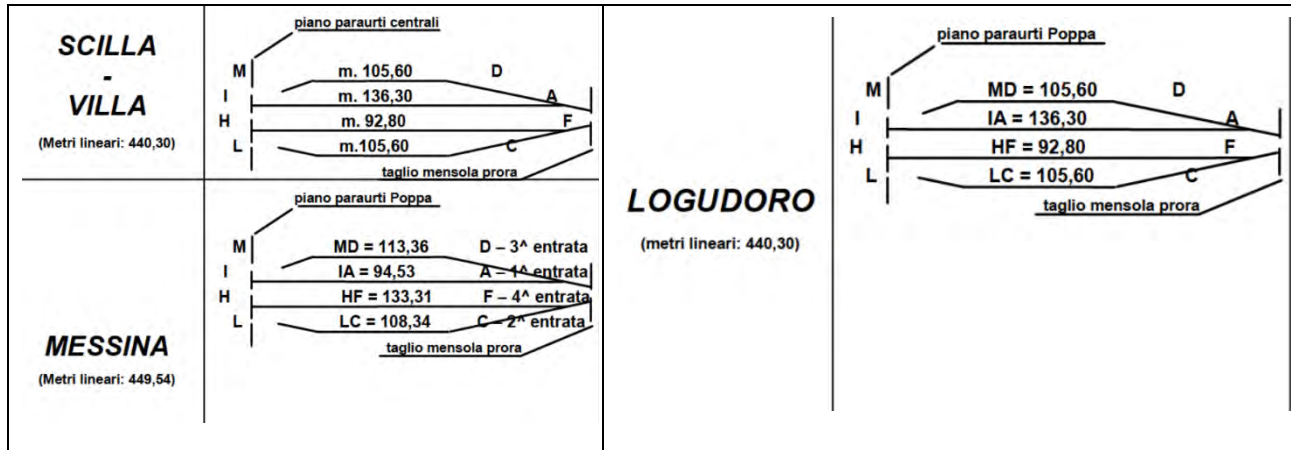 SCILLA
-
VILLA
(Metri lineari: 440,30)
piano paraurti centrali
M m. 105,60 D
I m. 136,30 A
H m. 92,80 F
L m.105,60 C
taglio mensola prora
MESSINA
(Metri lineari: 449,54)
piano paraurti Poppa
M MD = 113,36 D – 3^ entrata
I IA = 94,53 A – 1^ entrata
H HF = 133,31 F – 4^ entrata
L LC = 108,34 C – 2^ entrata
taglio mensola prora
LOGUDORO
(metri lineari: 440,30)
piano paraurti Poppa
M MD = 105,60 D
I IA = 136,30 A
H HF = 92,80 F
L LC = 105,60 C
taglio mensola prora